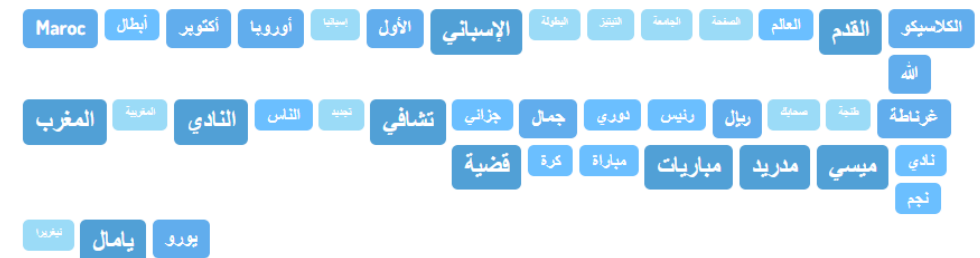 الكلاسيكو القدم العالم الصفحة الجامعة التيتيز البطولة الإسباني الأول إسبانيا أوروبا أكتوبر أبطال Maroc
الله
غرناطة طنجة صحابك ريال رئيس دوري جمال جزائي تشافي تجديد الناس النادي المغربية المغرب
نادي ميسي مدريد مباريات مباراة كرة قضية
نجم
يورو يامال نيغريرا